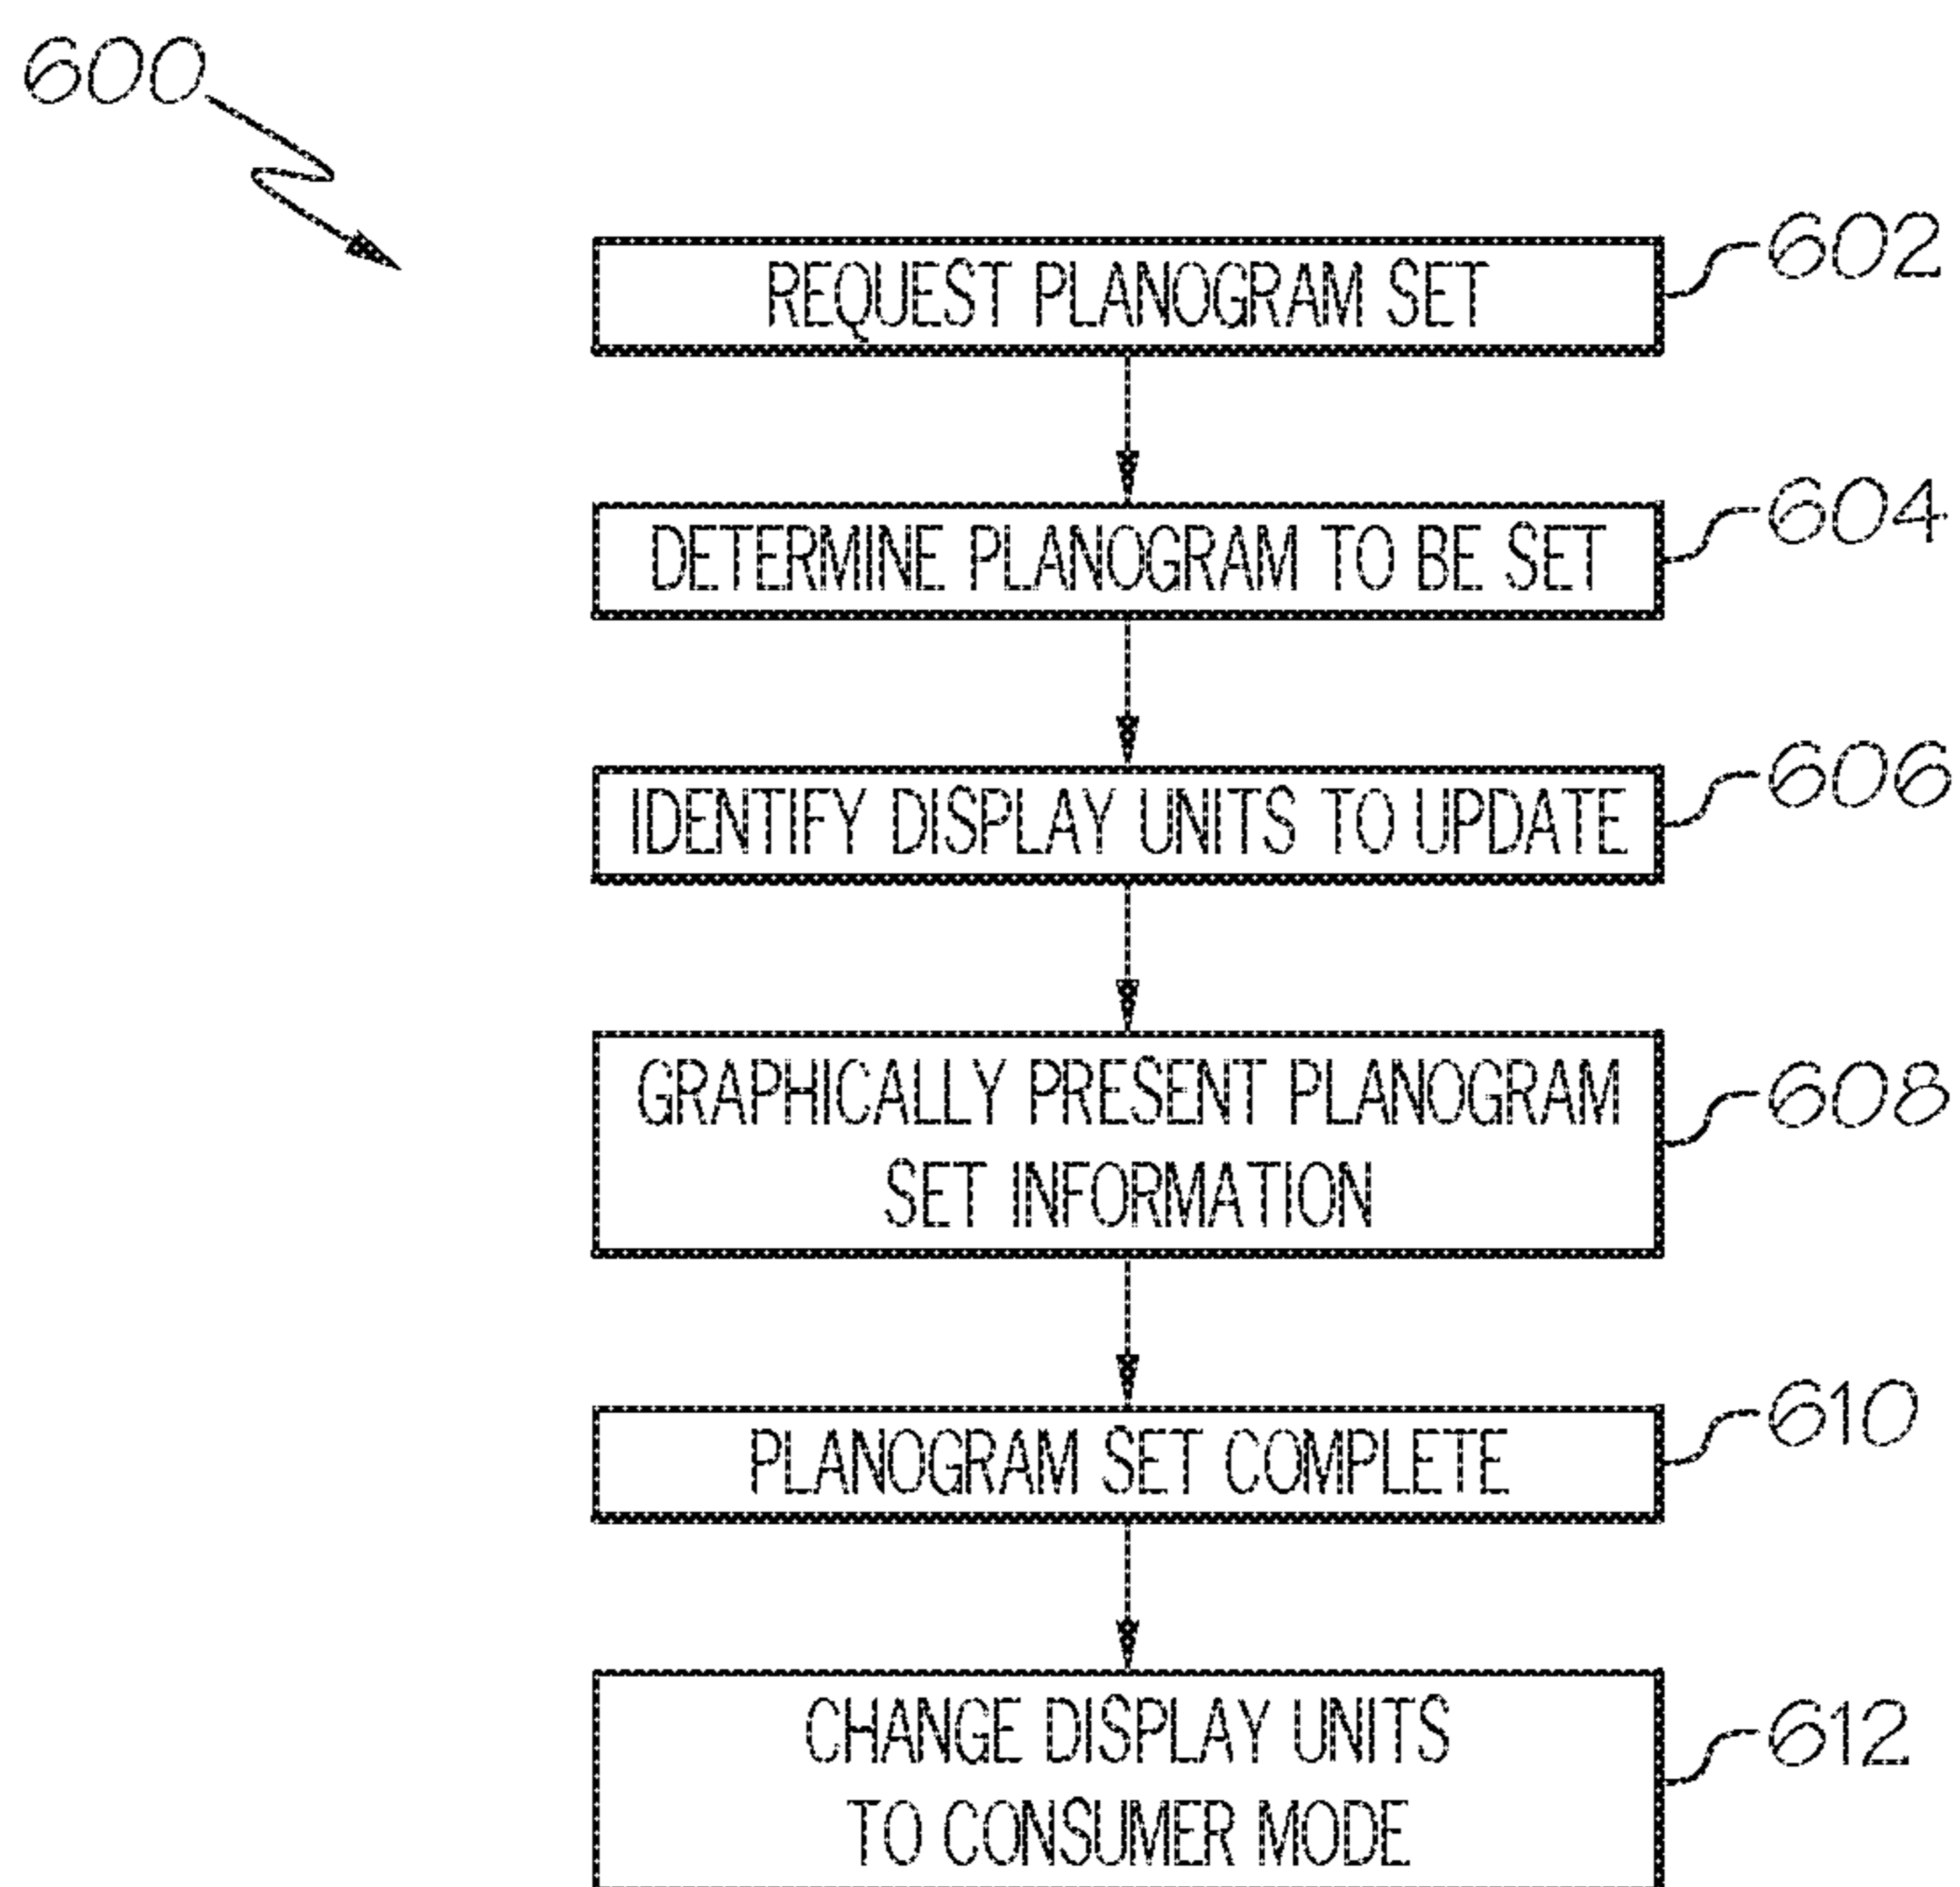 600
REQUEST PLANOGRAM SET
602
DETERMINE PLANOGRAM TO BE SET
604
IDENTIFY DISPLAY UNITS TO UPDATE
606
GRAPHICALLY PRESENT PLANOGRAM
SET INFORMATION
608
PLANOGRAM SET COMPLETE
610
CHANGE DISPLAY UNITS
TO CONSUMER MODE
612